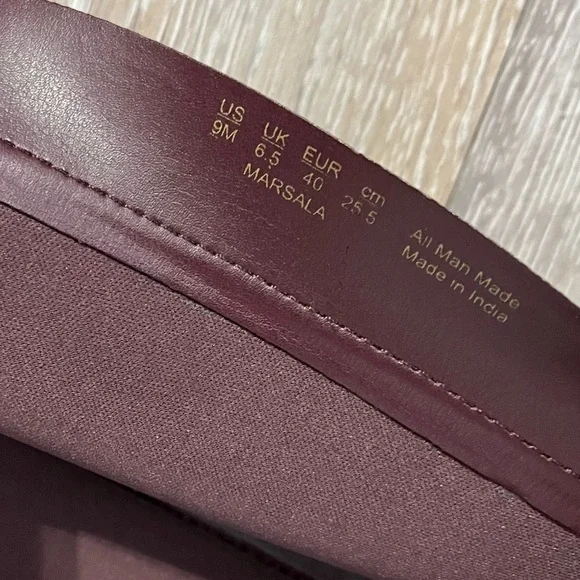 US UK EUR cm
9M 6.5 40 25.5
MARSALA
All Man Made
Made in India